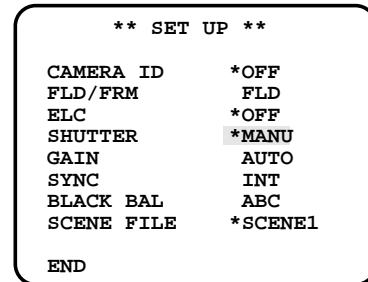 ** SET UP **
CAMERA ID *OFF
FLD/FRM FLD
ELC *OFF
SHUTTER *MANU
GAIN AUTO
SYNC INT
BLACK BAL ABC
SCENE FILE *SCENE1
END